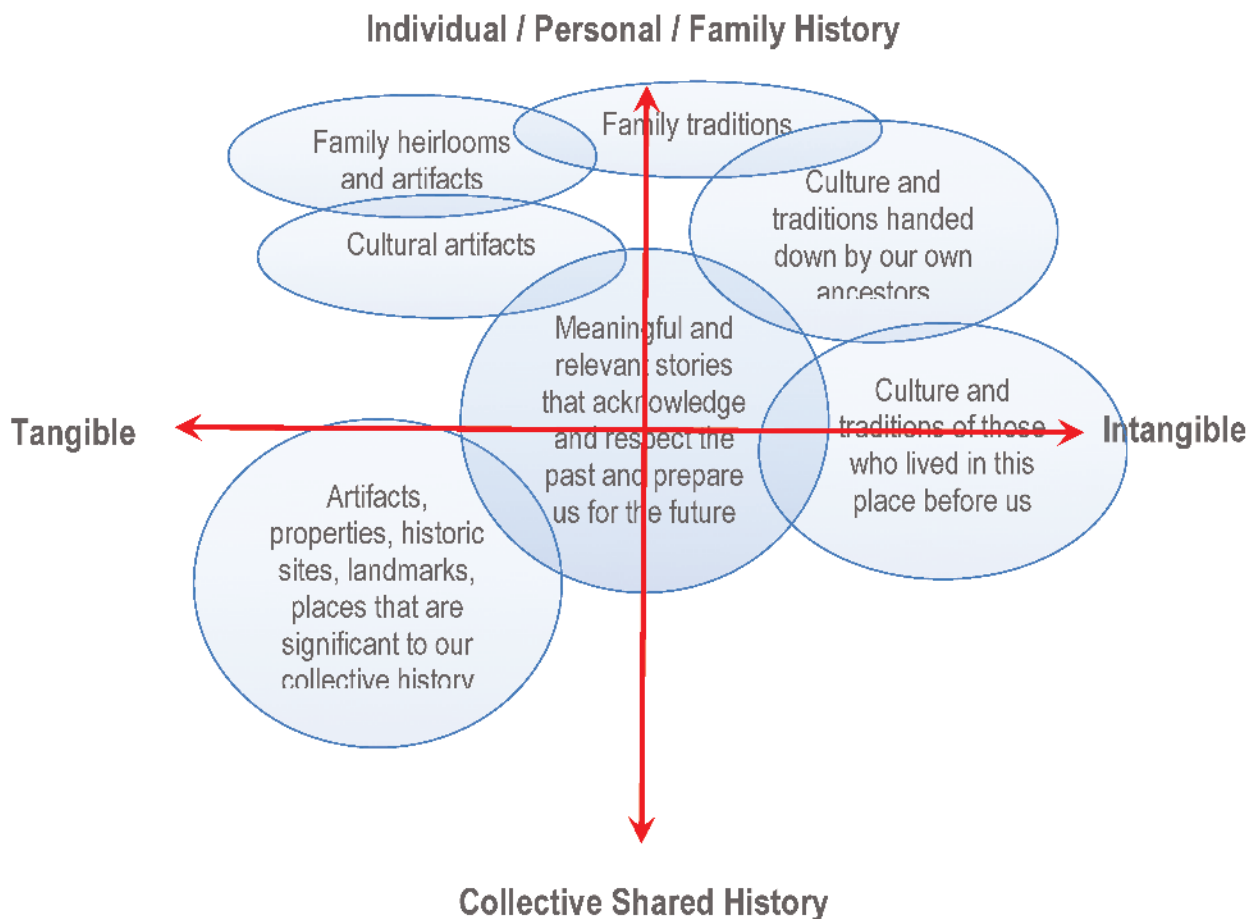 Individual / Personal / Family History
Family traditions
Family heirlooms
and artifacts
Culture and
traditions handed
down by our own
ancestors
Cultural artifacts
Meaningful and
relevant stories
that acknowledge
and respect the
past and prepare
us for the future
Culture and
traditions of those
who lived in this
place before us
Tangible
Intangible
Artifacts,
properties, historic
sites, landmarks,
places that are
significant to our
collective history
Collective Shared History